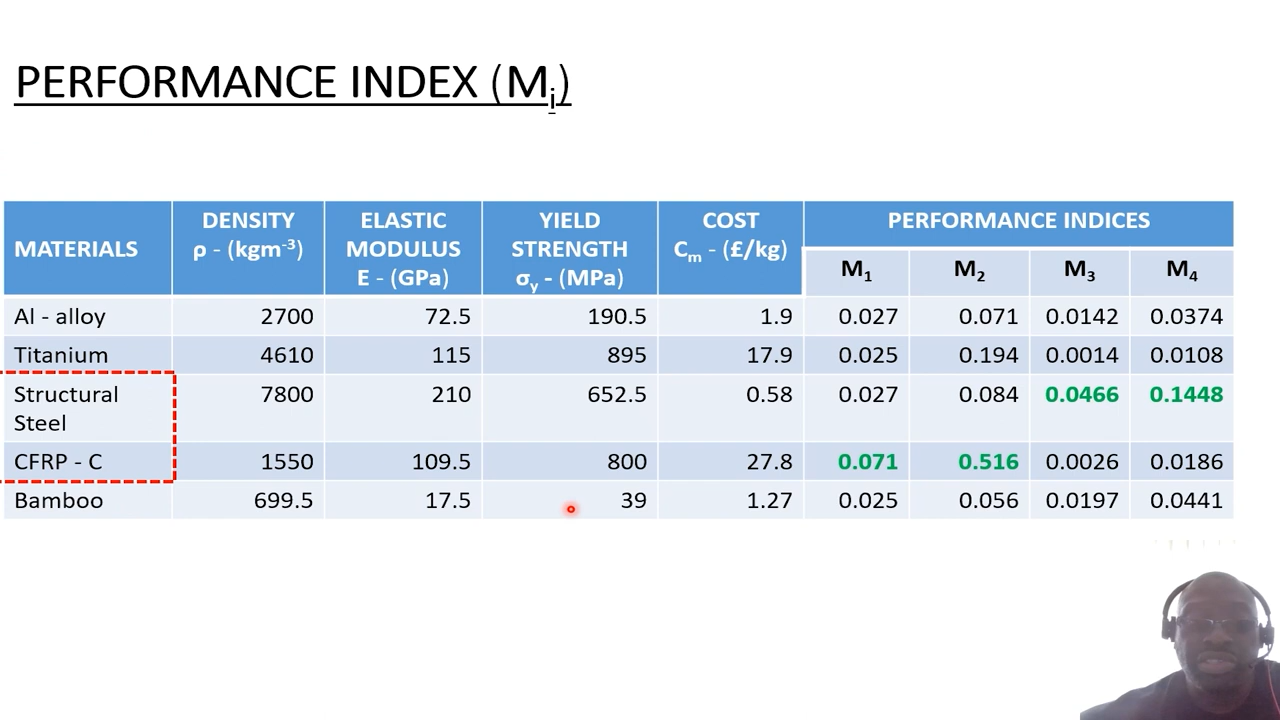 PERFORMANCE INDEX (Mi)
MATERIALS
DENSITY
ρ - (kgm-3)
ELASTIC
MODULUS
E - (GPa)
YIELD
STRENGTH
σy - (MPa)
COST
Cm - (£/kg)
PERFORMANCE INDICES
M1 M2 M3 M4
Al - alloy 2700 72.5 190.5 1.9 0.027 0.071 0.0142 0.0374
Titanium 4610 115 895 17.9 0.025 0.194 0.0014 0.0108
Structural 7800 210 652.5 0.58 0.027 0.084 0.0466 0.1448
Steel
CFRP - C 1550 109.5 800 27.8 0.071 0.516 0.0026 0.0186
Bamboo 699.5 17.5 39 1.27 0.025 0.056 0.0197 0.0441